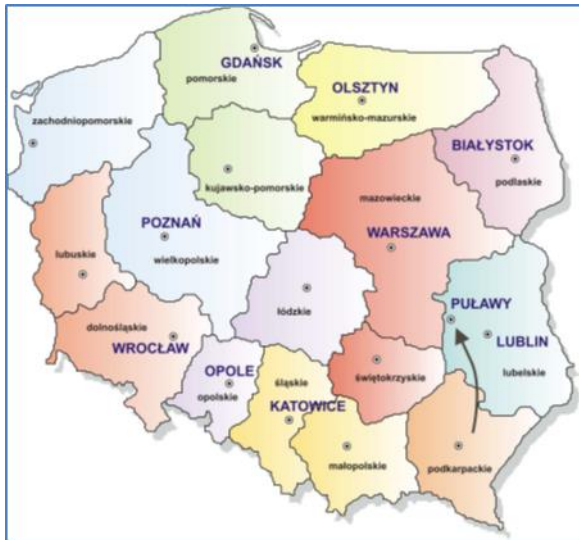 GDAŃSK
pomorskie
OLSZTYN
warmińsko-mazurskie
zachodniopomorskie
BIAŁYSTOK
podlaskie
kujawsko-pomorskie
mazowieckie
POZNAŃ
wielkopolskie
WARSZAWA
lubuskie
łódzkie
PUŁAWY
LUBLIN
lubelskie
dolnośląskie
WROCŁAW
OPOLE
opolskie
śląskie
KATOWICE
świętokrzyskie
małopolskie
podkarpackie